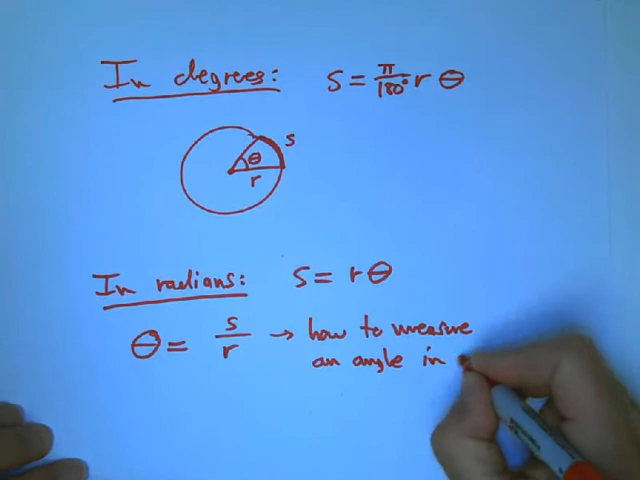 In degrees: s = π/180° r θ
s
θ
r
In radians: s = r θ
θ = s/r → how to measure
an angle in